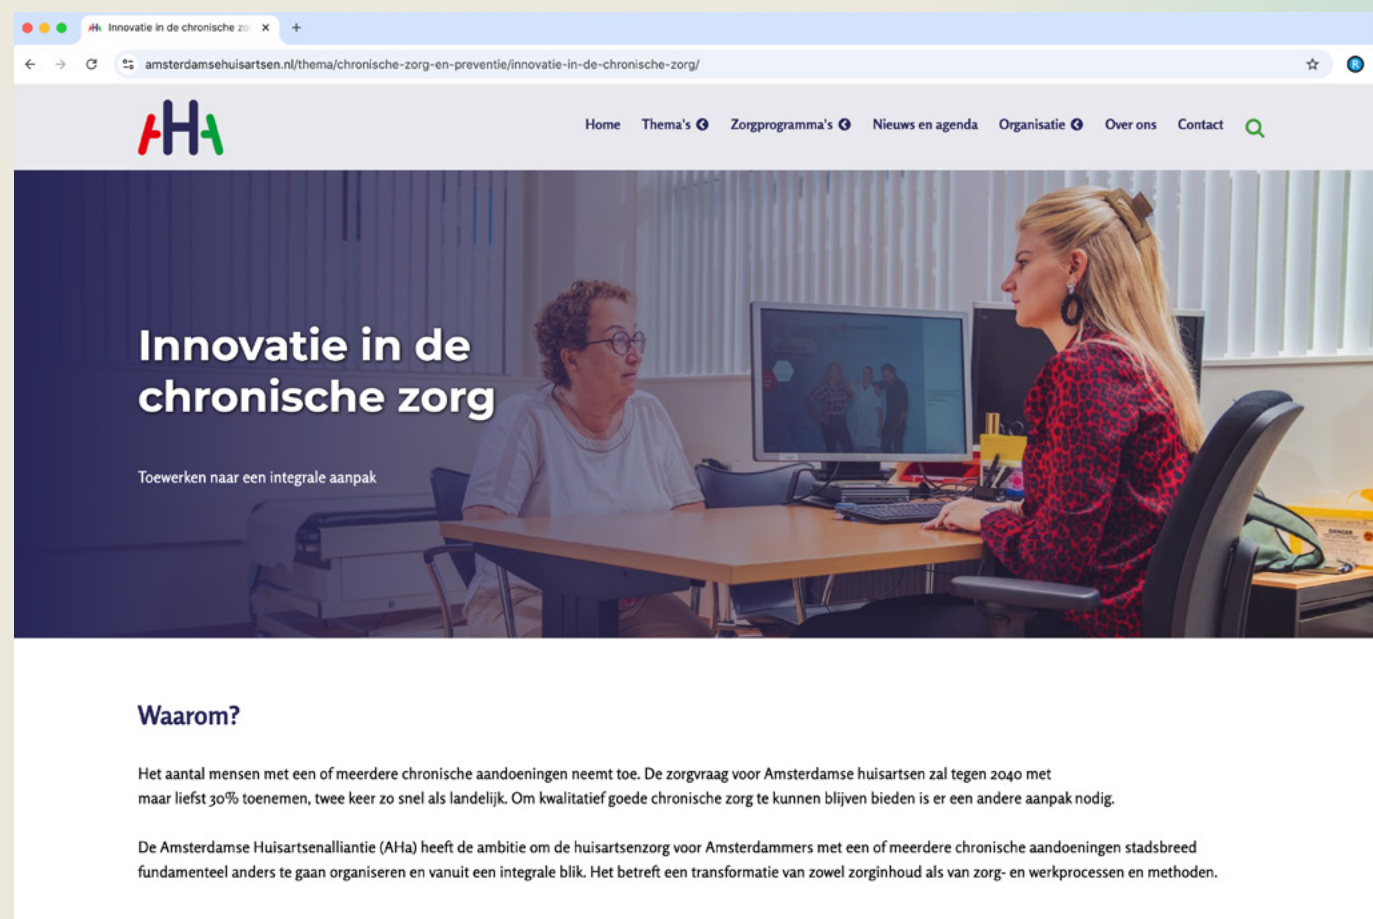 Innovatie in de chronische zo
amsterdamsehuisartsen.nl/thema/chronische-zorg-en-preventie/innovatie-in-de-chronische-zorg/
R
AHA
Home Thema's Zorgprogramma's Nieuws en agenda Organisatie Over ons Contact
Innovatie in de
chronische zorg
Toewerken naar een integrale aanpak
DANGER
Waarom?
Het aantal mensen met een of meerdere chronische aandoeningen neemt toe. De zorgvraag voor Amsterdamse huisartsen zal tegen 2040 met
maar liefst 30% toenemen, twee keer zo snel als landelijk. Om kwalitatief goede chronische zorg te kunnen blijven bieden is er een andere aanpak nodig.
De Amsterdamse Huisartsenalliantie (AHa) heeft de ambitie om de huisartsenzorg voor Amsterdammers met een of meerdere chronische aandoeningen stadsbreed
fundamenteel anders te gaan organiseren en vanuit een integrale blik. Het betreft een transformatie van zowel zorginhoud als van zorg- en werkprocessen en methoden.